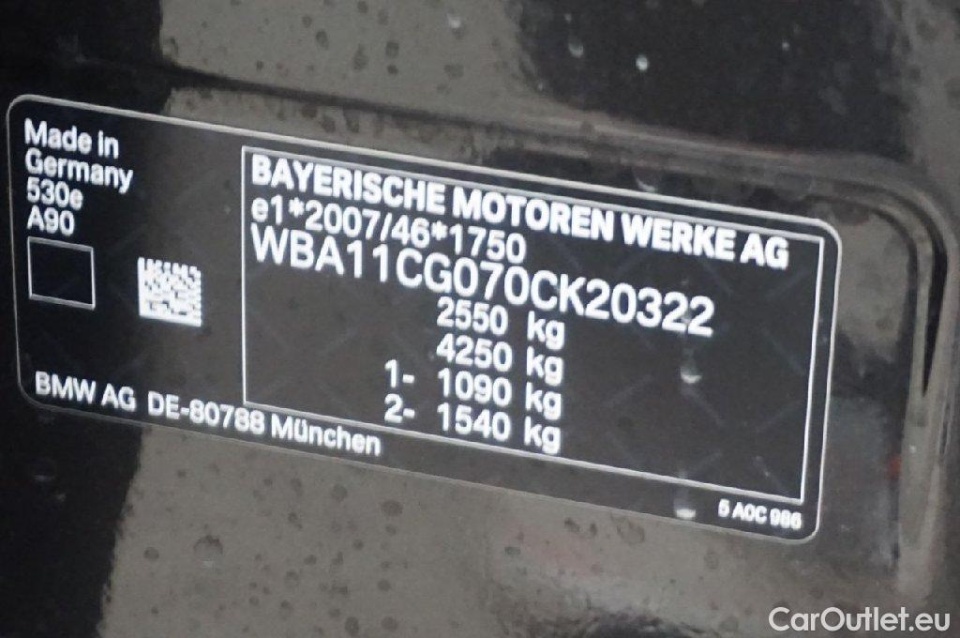 Made in
Germany
530e
A90
BAYERISCHE MOTOREN WERKE AG
e1*2007/46*1750
WBA11CG070CK20322
2550 kg
4250 kg
1- 1090 kg
2- 1540 kg
BMW AG DE-80788 München
5 A0C 986
CarOutlet.eu